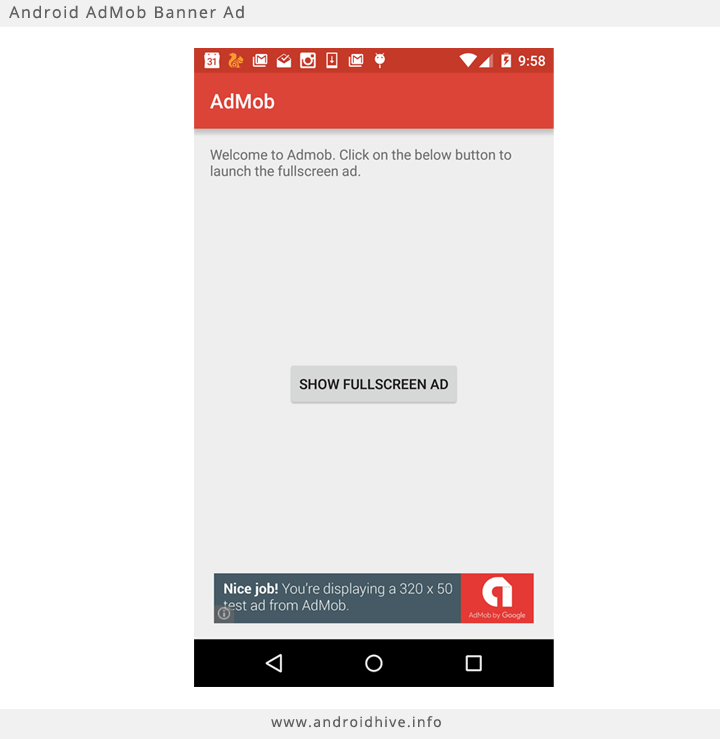 Android AdMob Banner Ad
31 9:58
AdMob
Welcome to Admob. Click on the below button to
launch the fullscreen ad.
SHOW FULLSCREEN AD
Nice job! You're displaying a 320 x 50
test ad from AdMob.
AdMob by Google
www.androidhive.info